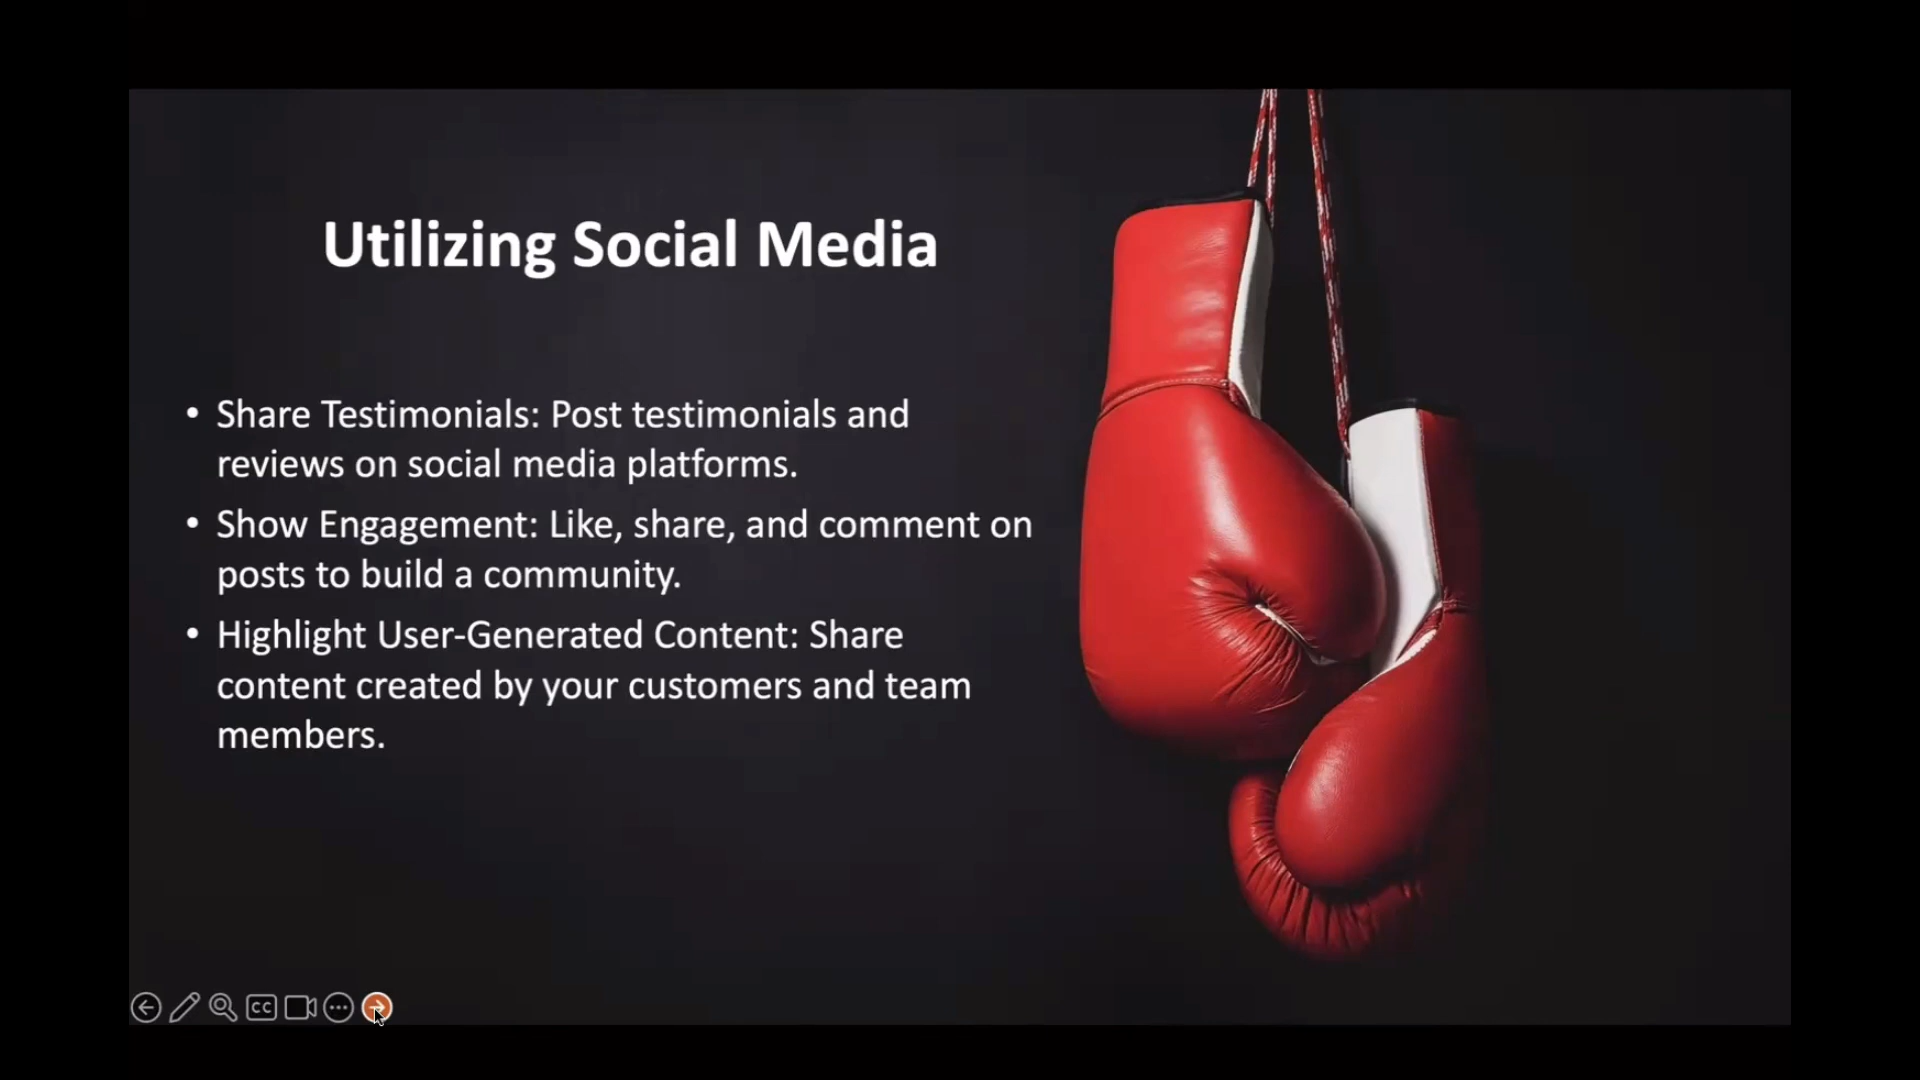 Utilizing Social Media
• Share Testimonials: Post testimonials and
reviews on social media platforms.
• Show Engagement: Like, share, and comment on
posts to build a community.
• Highlight User-Generated Content: Share
content created by your customers and team
members.
CC